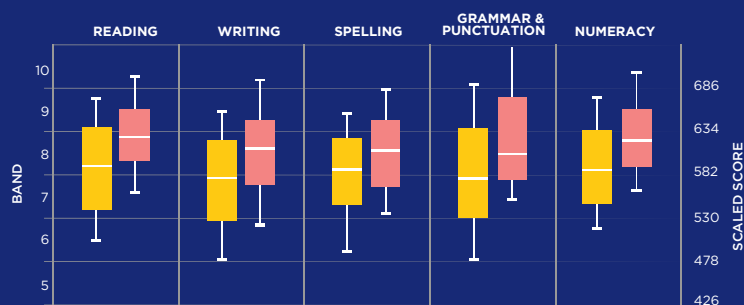 READING
WRITING
SPELLING
GRAMMAR &
PUNCTUATION
NUMERACY
BAND
10
9
8
7
6
5
686
634
582
530
478
426
SCALED SCORE